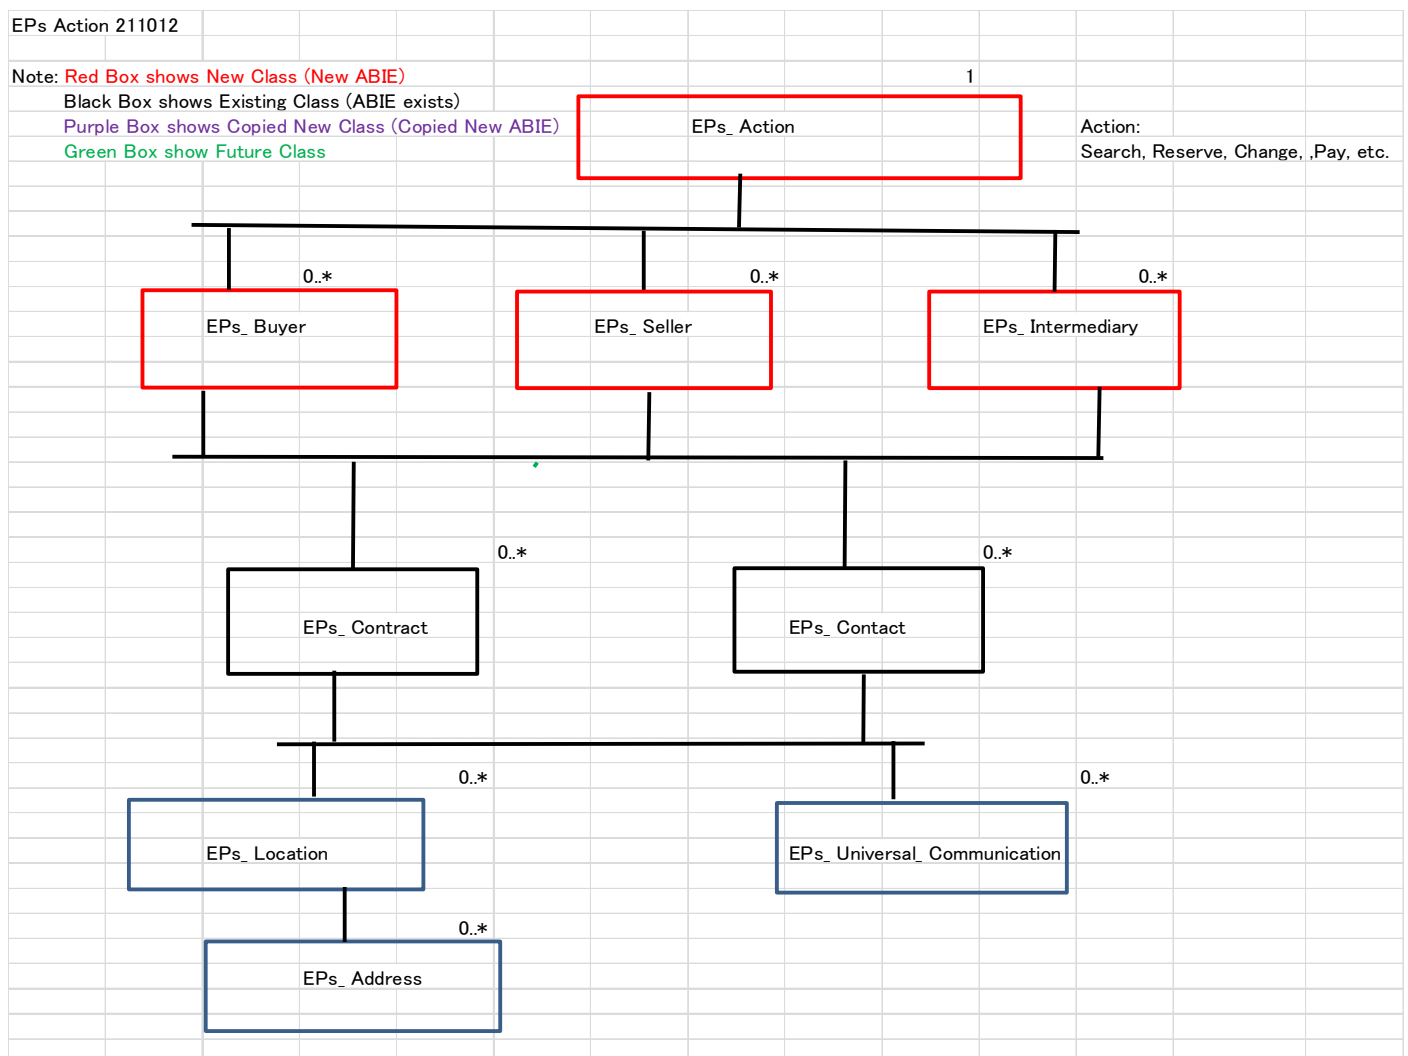 EPs Action 211012
Note: Red Box shows New Class (New ABIE)
1
Black Box shows Existing Class (ABIE exists)
Purple Box shows Copied New Class (Copied New ABIE)
EPs_ Action
Action:
Green Box show Future Class
Search, Reserve, Change, ,Pay, etc.
0..*
0..*
0..*
EPs_ Buyer
EPs_ Seller
EPs_ Intermediary
0..*
0..*
EPs_ Contract
EPs_ Contact
0..*
0..*
EPs_ Location
EPs_ Universal_ Communication
0..*
EPs_ Address